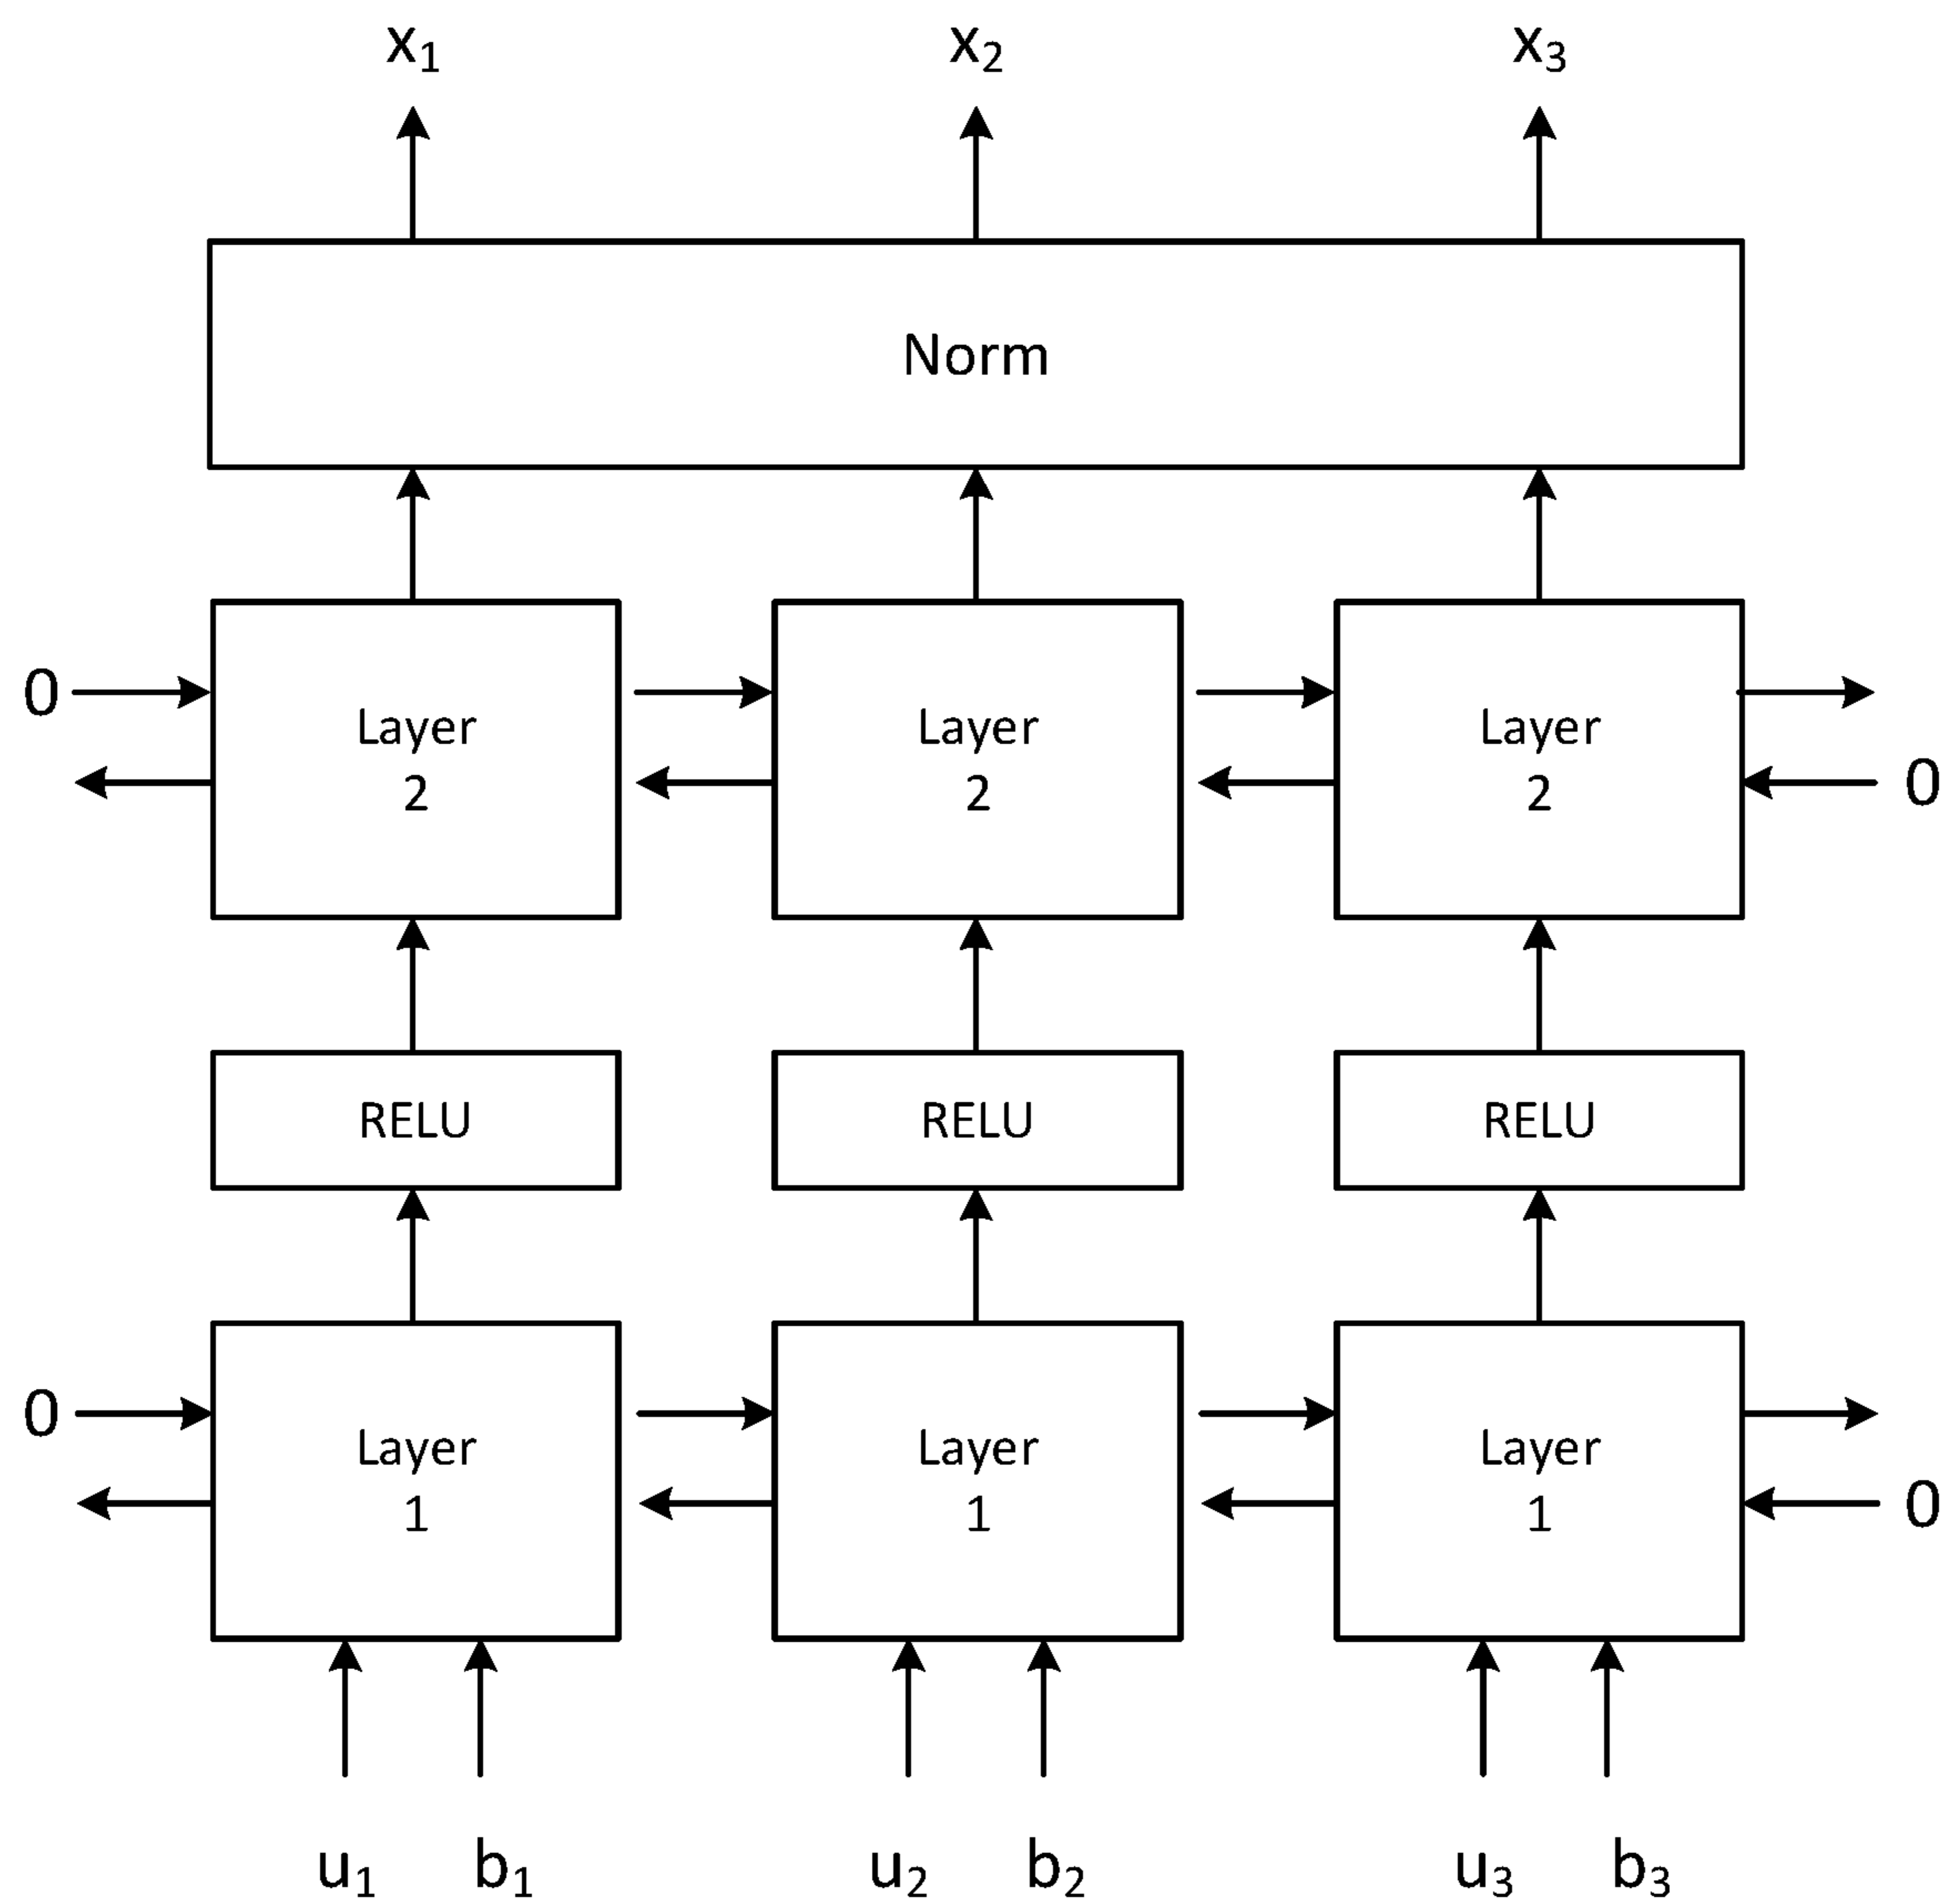 x₁ x₂ x₃
Norm
0 Layer Layer Layer
2 2 2 0
RELU RELU RELU
0 Layer Layer Layer
1 1 1 0
u₁ b₁ u₂ b₂ u₃ b₃